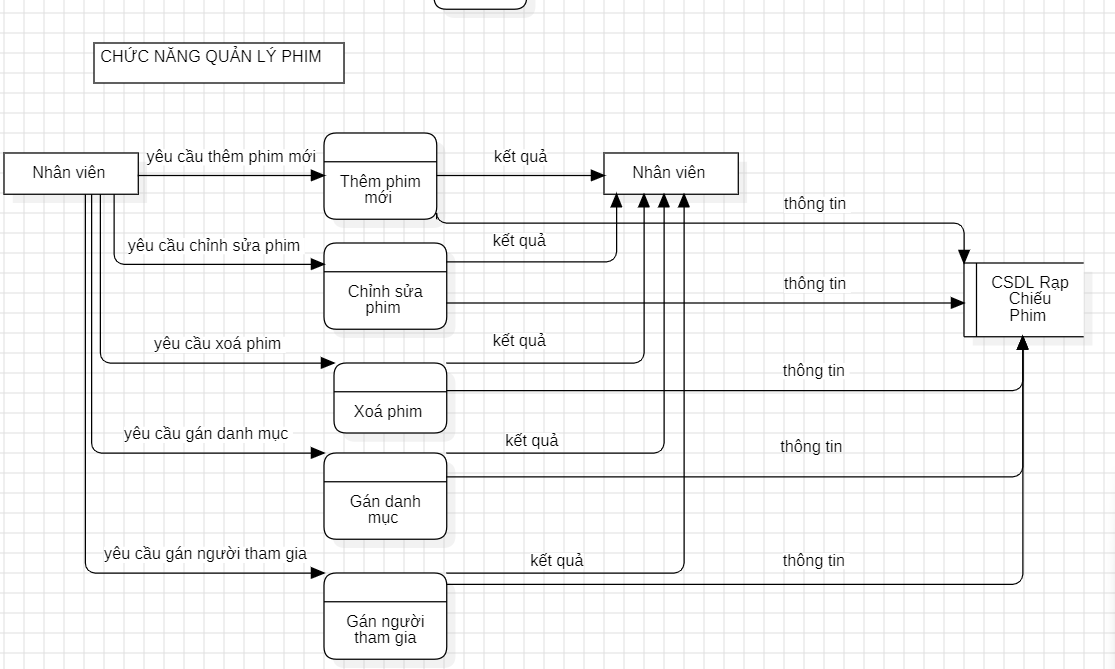 CHỨC NĂNG QUẢN LÝ PHIM
Nhân viên
yêu cầu thêm phim mới
Thêm phim
mới
kết quả
Nhân viên
thông tin
yêu cầu chỉnh sửa phim
Chỉnh sửa
phim
kết quả
thông tin
CSDL Rạp
Chiếu
Phim
yêu cầu xoá phim
Xoá phim
kết quả
thông tin
yêu cầu gán danh mục
Gán danh
mục
kết quả
thông tin
yêu cầu gán người tham gia
Gán người
tham gia
kết quả
thông tin